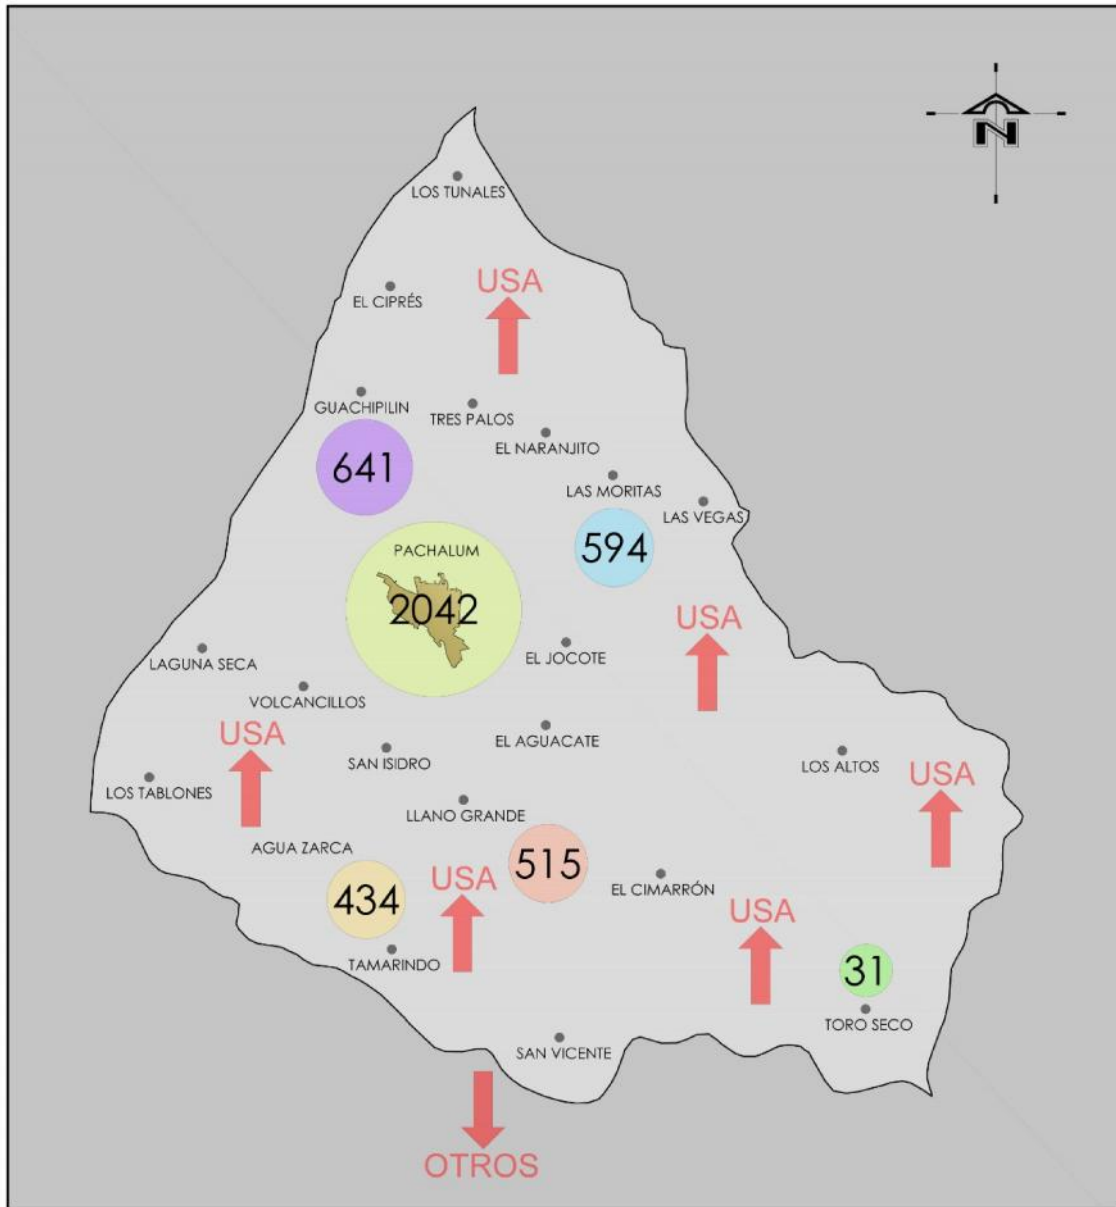 N
LOS TUNALES
USA
EL CIPRÉS
GUACHIPILIN
TRES PALOS
EL NARANJITO
641
LAS MORITAS
LAS VEGAS
594
PACHALUM
2042
USA
LAGUNA SECA
EL JOCOTE
VOLCANCILLOS
USA
EL AGUACATE
SAN ISIDRO
LOS ALTOS
USA
LOS TABLONES
LLANO GRANDE
AGUA ZARCA
515
USA
EL CIMARRÓN
434
USA
TAMARINDO
31
TORO SECO
SAN VICENTE
OTROS